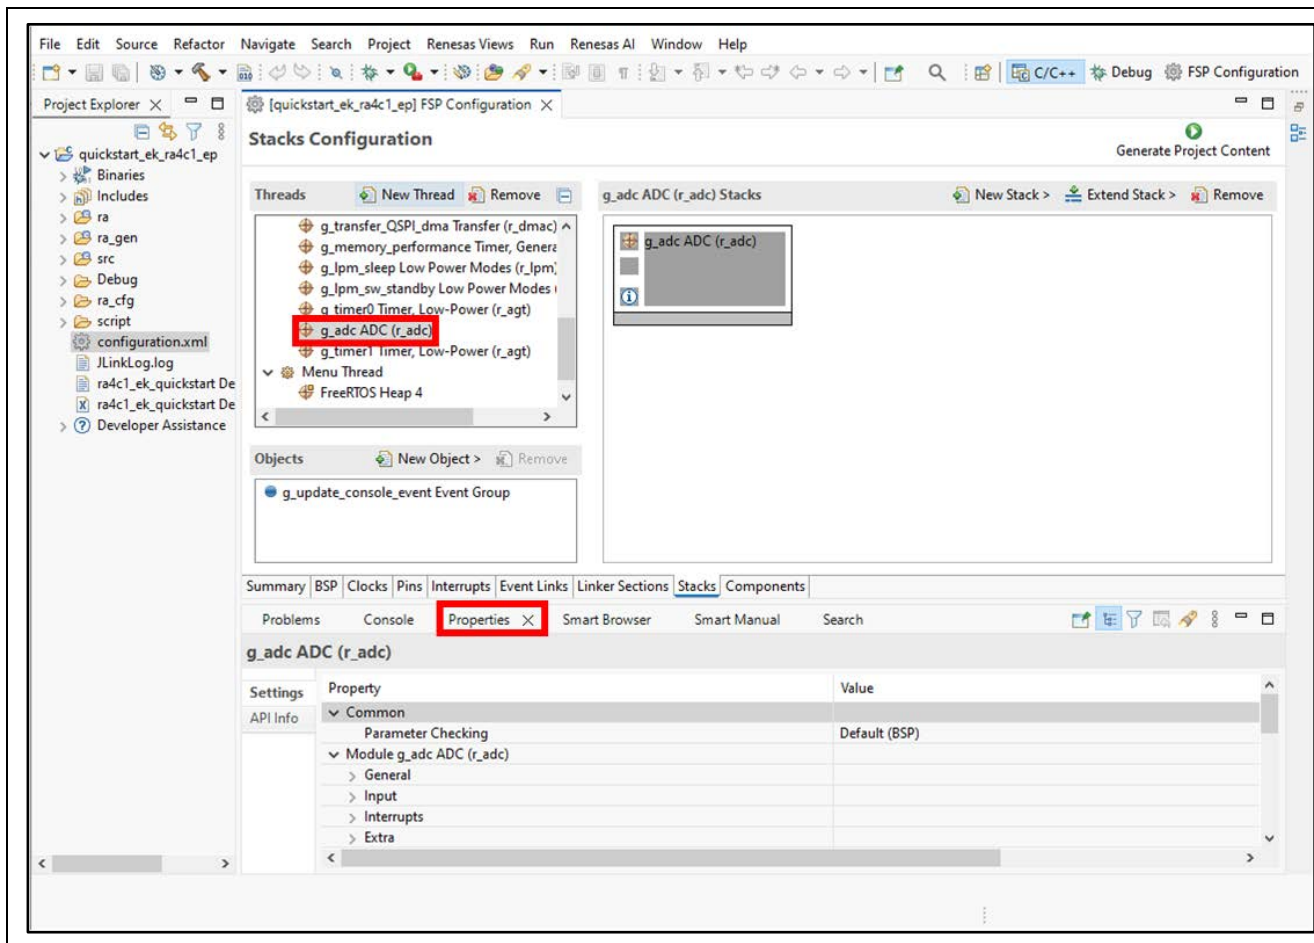 File Edit Source Refactor Navigate Search Project Renesas Views Run Renesas AI Window Help
C/C++ Debug FSP Configuration
Project Explorer
[quickstart_ek_ra4c1_ep] FSP Configuration
Stacks Configuration
Generate Project Content
quickstart_ek_ra4c1_ep
Binaries
Includes
ra
ra_gen
src
Debug
ra_cfg
script
configuration.xml
JLinkLog.log
ra4c1_ek_quickstart De
ra4c1_ek_quickstart De
Developer Assistance
Threads New Thread Remove
g_transfer_QSPI_dma Transfer (r_dmac)
g_memory_performance Timer, Genera
g_lpm_sleep Low Power Modes (r_lpm)
g_lpm_sw_standby Low Power Modes (
g_timer0 Timer, Low-Power (r_agt)
g_adc ADC (r_adc)
g_timer1 Timer, Low-Power (r_agt)
Menu Thread
FreeRTOS Heap 4
g_adc ADC (r_adc) Stacks New Stack > Extend Stack > Remove
g_adc ADC (r_adc)
Objects New Object > Remove
g_update_console_event Event Group
Summary BSP Clocks Pins Interrupts Event Links Linker Sections Stacks Components
Problems Console Properties Smart Browser Smart Manual Search
g_adc ADC (r_adc)
Settings
API Info
Property Value
Common
Parameter Checking Default (BSP)
Module g_adc ADC (r_adc)
General
Input
Interrupts
Extra